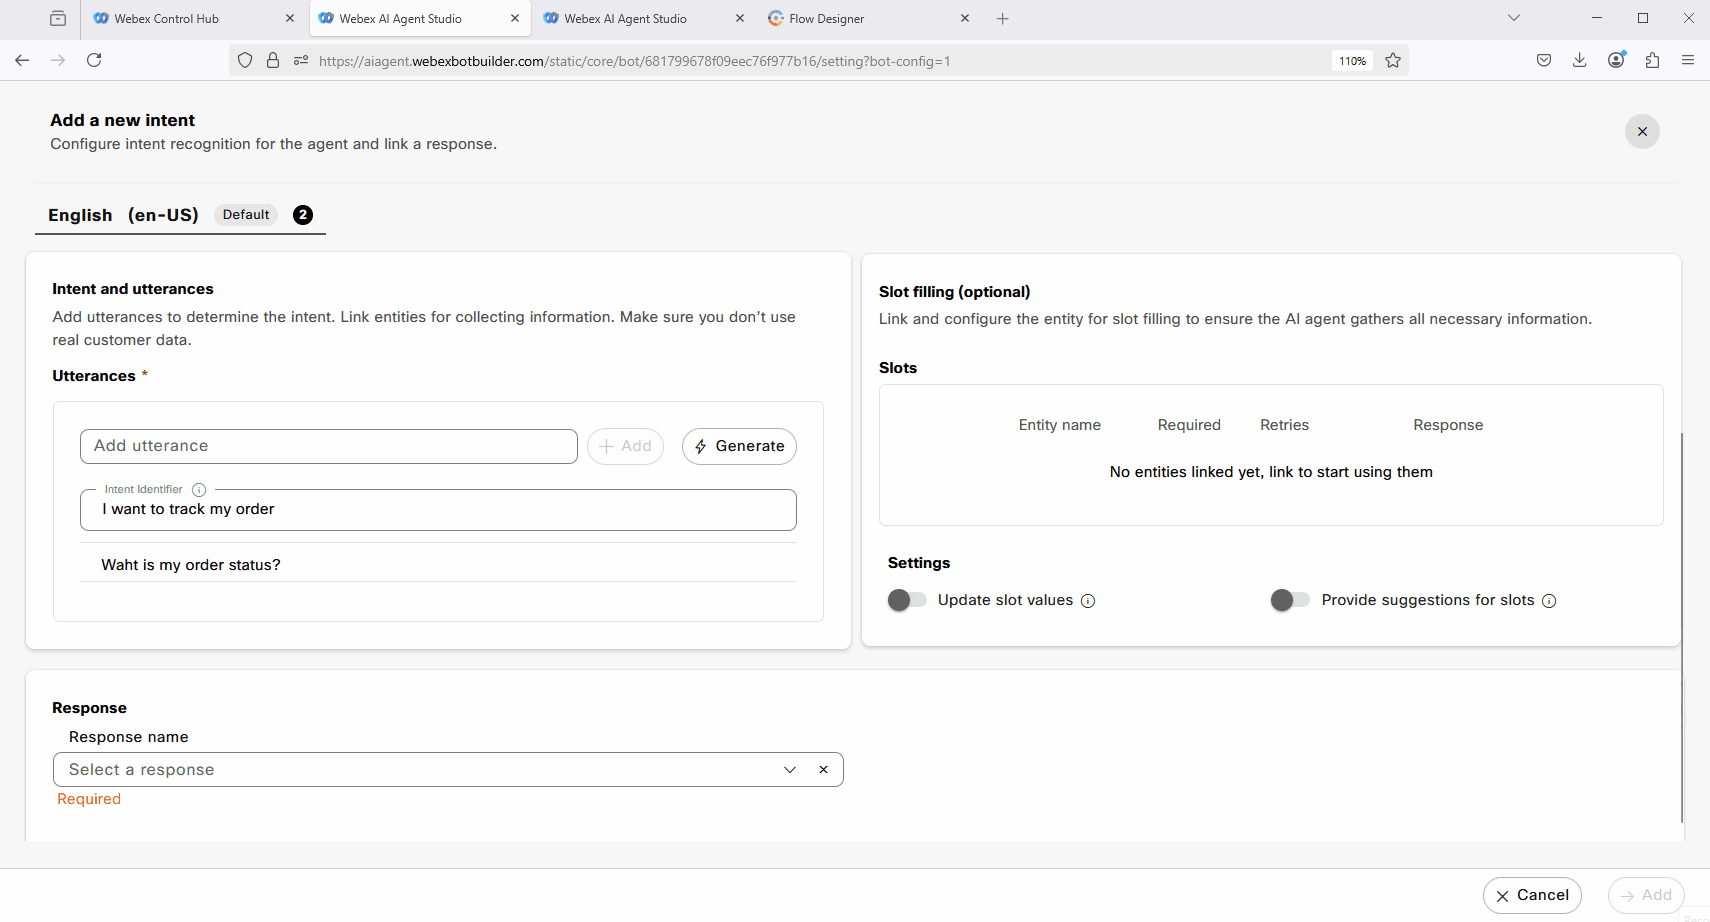 Webex Control Hub
Webex AI Agent Studio
Webex AI Agent Studio
Flow Designer
https://aiagent.webexbotbuilder.com/static/core/bot/681799678f09eec76f977b16/setting?bot-config=1
110%
Add a new intent
Configure intent recognition for the agent and link a response.
English (en-US) Default 2
Intent and utterances
Add utterances to determine the intent. Link entities for collecting information. Make sure you don't use
real customer data.
Utterances *
Add utterance
Add
Generate
Intent Identifier
I want to track my order
Waht is my order status?
Slot filling (optional)
Link and configure the entity for slot filling to ensure the AI agent gathers all necessary information.
Slots
Entity name Required Retries Response
No entities linked yet, link to start using them
Settings
Update slot values
Provide suggestions for slots
Response
Response name
Select a response
Required
Cancel
Add